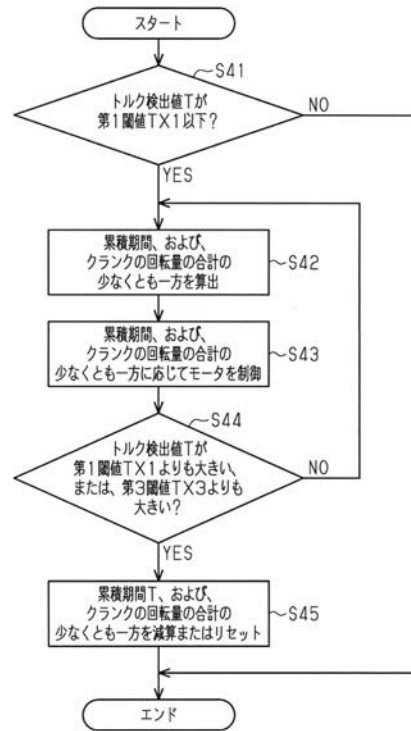 スタート
S41
トルク検出値Tが
第1閾値TX1以下?
NO
YES
累積期間、および、
クランクの回転量の合計の
少なくとも一方を算出
S42
累積期間、および、
クランクの回転量の合計の
少なくとも一方に応じてモータを制御
S43
S44
トルク検出値Tが
第1閾値TX1よりも大きい、
または、第3閾値TX3よりも
大きい?
NO
YES
累積期間T、および、
クランクの回転量の合計の
少なくとも一方を減算またはリセット
S45
エンド